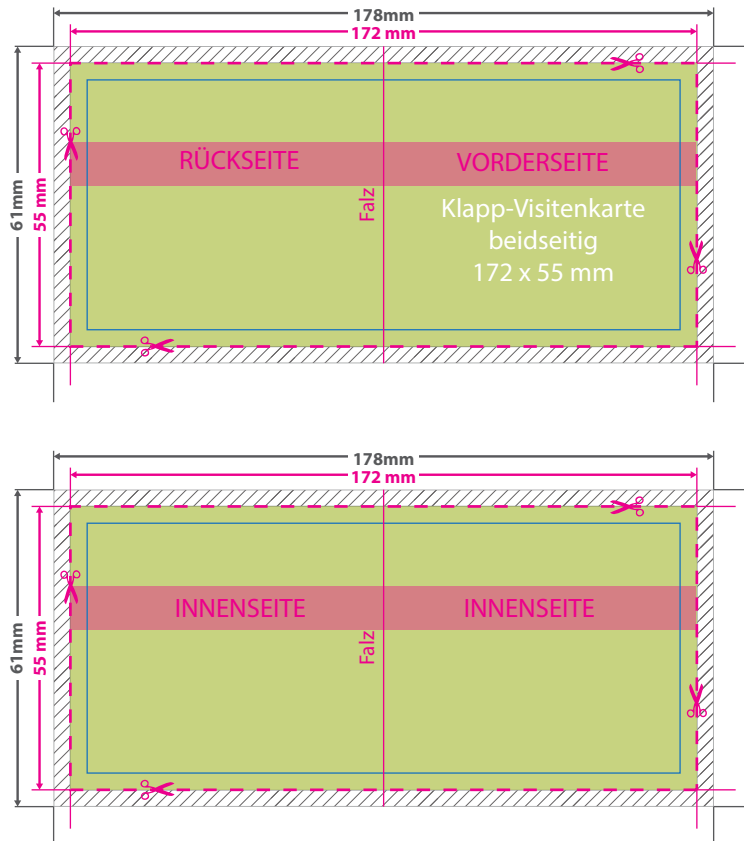 178mm
172 mm
61mm
55 mm
RÜCKSEITE
VORDERSEITE
Falz
Klapp-Visitenkarte
beidseitig
172 x 55 mm
178mm
172 mm
61mm
55 mm
INNENSEITE
INNENSEITE
Falz